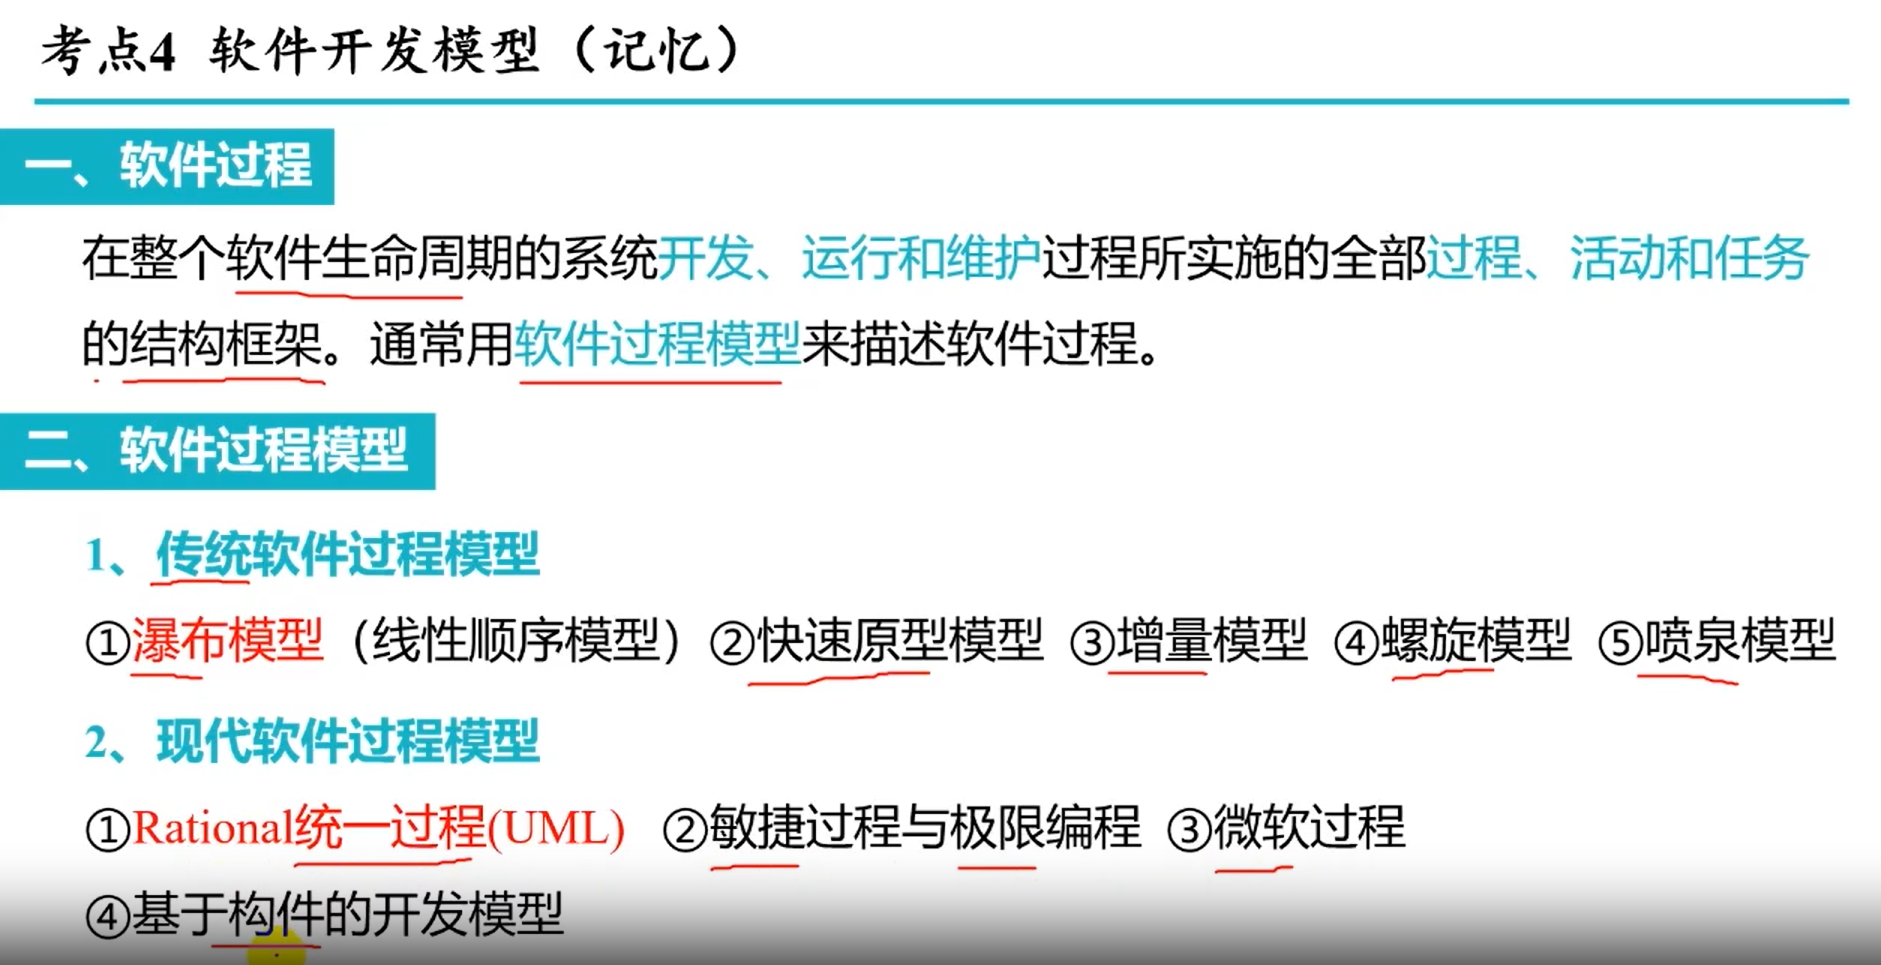 考点4 软件开发模型（记忆）
一、软件过程
在整个软件生命周期的系统开发、运行和维护过程所实施的全部过程、活动和任务
的结构框架。通常用软件过程模型来描述软件过程。
二、软件过程模型
1、传统软件过程模型
①瀑布模型（线性顺序模型）②快速原型模型 ③增量模型 ④螺旋模型 ⑤喷泉模型
2、现代软件过程模型
①Rational统一过程(UML) ②敏捷过程与极限编程 ③微软过程
④基于构件的开发模型